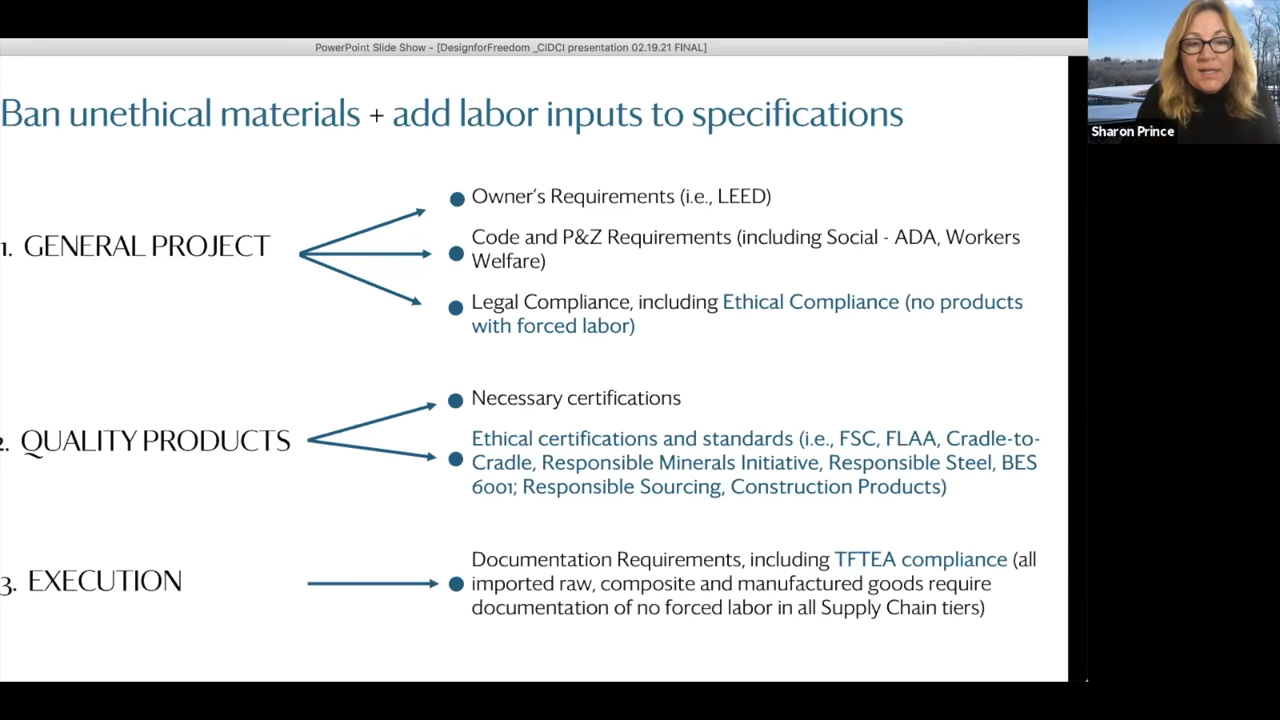 PowerPoint Slide Show - [DesignforFreedom _CIDCI presentation 02.19.21 FINAL]
Sharon Prince
Ban unethical materials + add labor inputs to specifications
1. GENERAL PROJECT
Owner's Requirements (i.e., LEED)
Code and P&Z Requirements (including Social - ADA, Workers
Welfare)
Legal Compliance, including Ethical Compliance (no products
with forced labor)
2. QUALITY PRODUCTS
Necessary certifications
Ethical certifications and standards (i.e., FSC, FLAA, Cradle-to-
Cradle, Responsible Minerals Initiative, Responsible Steel, BES
6001; Responsible Sourcing, Construction Products)
3. EXECUTION
Documentation Requirements, including TFTEA compliance (all
imported raw, composite and manufactured goods require
documentation of no forced labor in all Supply Chain tiers)